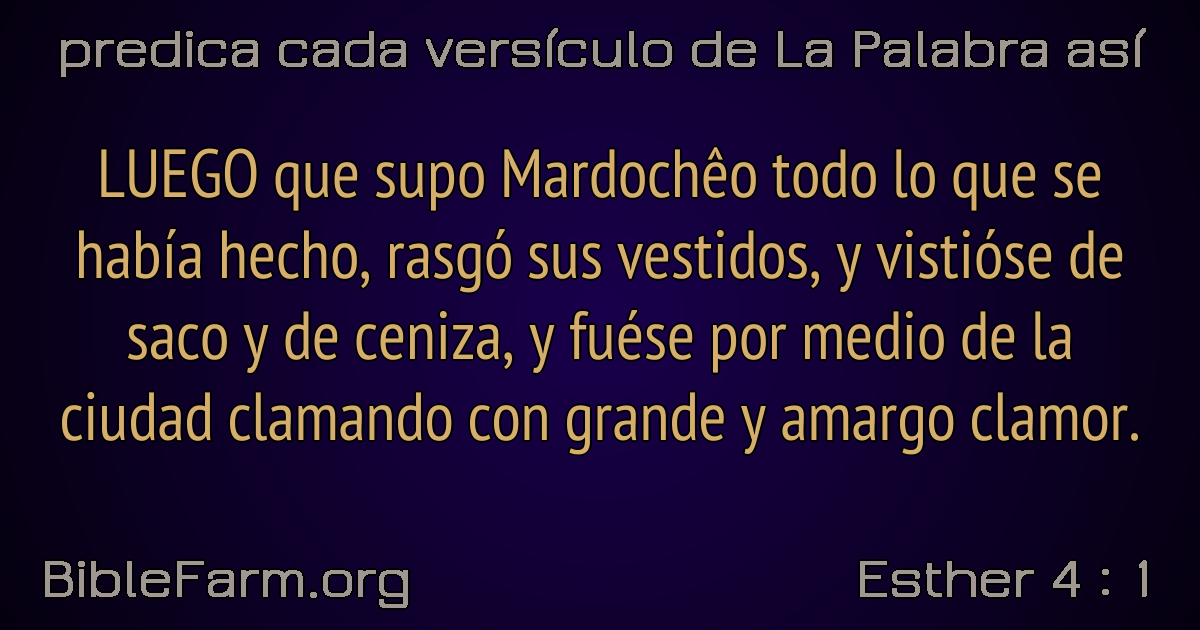 predica cada versículo de La Palabra así
LUEGO que supo Mardochêo todo lo que se
había hecho, rasgó sus vestidos, y vistióse de
saco y de ceniza, y fuése por medio de la
ciudad clamando con grande y amargo clamor.
BibleFarm.org
Esther 4 : 1